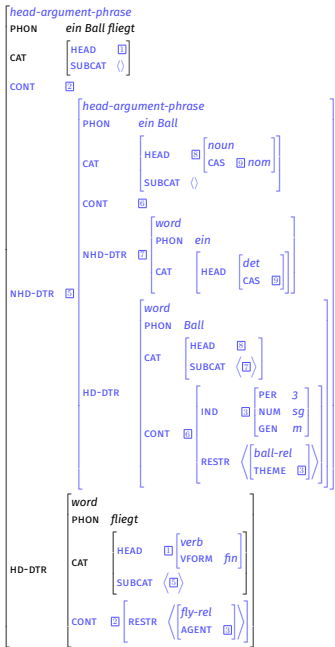 head-argument-phrase
PHON ein Ball fliegt
CAT HEAD 1
SUBCAT ⟨⟩
CONT 2
head-argument-phrase
PHON ein Ball
CAT HEAD 8 noun
CAS 9 nom
SUBCAT ⟨⟩
CONT 6
word
PHON ein
NHD-DTR 7
CAT HEAD det
CAS 9
NHD-DTR 5
word
PHON Ball
CAT HEAD 8
SUBCAT ⟨7⟩
HD-DTR
PER 3
IND 3 NUM sg
GEN m
CONT 6
RESTR ⟨ball-rel
THEME 3⟩
word
PHON fliegt
CAT HEAD 1 verb
VFORM fin
SUBCAT ⟨5⟩
HD-DTR
CONT 2 RESTR ⟨fly-rel
AGENT 3⟩